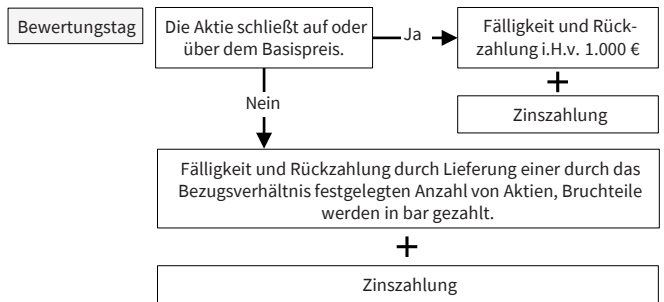 Bewertungstag
Die Aktie schließt auf oder
über dem Basispreis.
Ja
Fälligkeit und Rück-
zahlung i.H.v. 1.000 €
+
Zinszahlung
Nein
Fälligkeit und Rückzahlung durch Lieferung einer durch das
Bezugsverhältnis festgelegten Anzahl von Aktien, Bruchteile
werden in bar gezahlt.
+
Zinszahlung